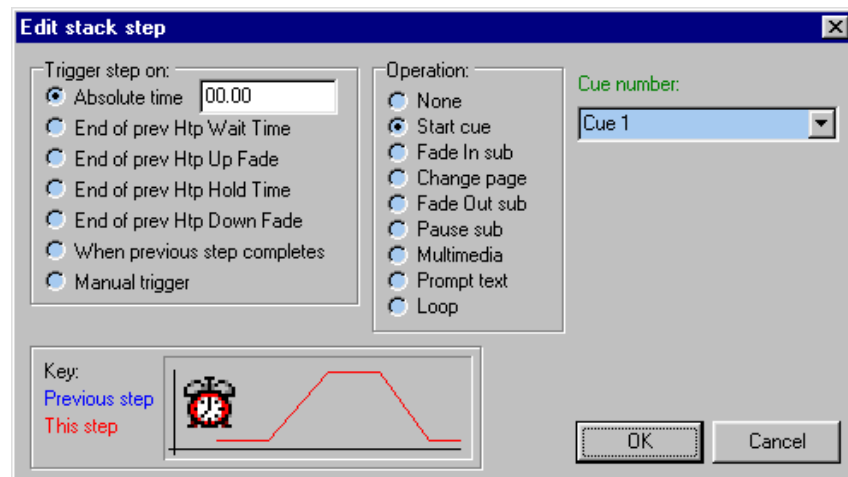 Edit stack step
Trigger step on:
Absolute time 00.00
End of prev Htp Wait Time
End of prev Htp Up Fade
End of prev Htp Hold Time
End of prev Htp Down Fade
When previous step completes
Manual trigger
Operation:
None
Start cue
Fade In sub
Change page
Fade Out sub
Pause sub
Multimedia
Prompt text
Loop
Cue number:
Cue 1
Key:
Previous step
This step
OK
Cancel